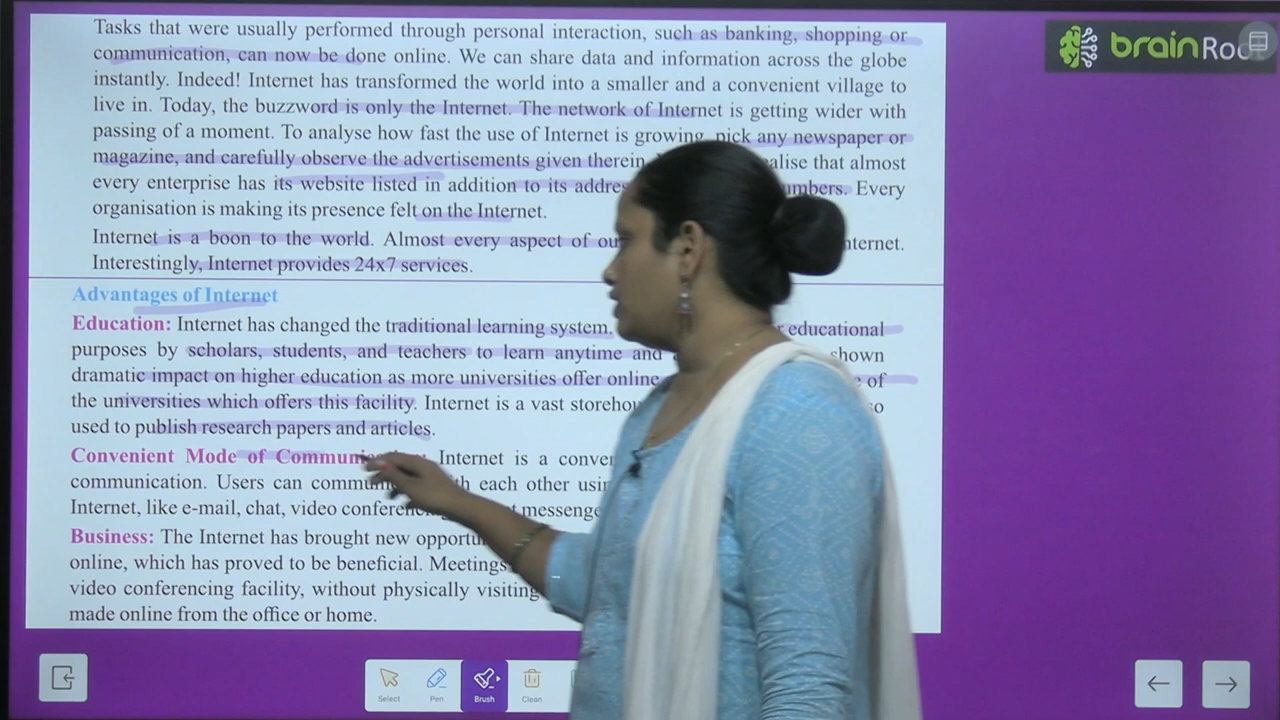 Tasks that were usually performed through personal interaction, such as banking, shopping or
communication, can now be done online. We can share data and information across the globe
instantly. Indeed! Internet has transformed the world into a smaller and a convenient village to
live in. Today, the buzzword is only the Internet. The network of Internet is getting wider with
passing of a moment. To analyse how fast the use of Internet is growing, pick any newspaper or
magazine, and carefully observe the advertisements given therein that almost
every enterprise has its website listed in addition to its Every
organisation is making its presence felt on the Internet.
Internet is a boon to the world. Almost every aspect of
Interestingly, Internet provides 24x7 services.
Advantages of Internet
Education: Internet has changed the traditional learning system. educational
purposes by scholars, students, and teachers to learn anytime and shown
dramatic impact on higher education as more universities offer online of
the universities which offers this facility. Internet is a vast
used to publish research papers and articles.
Convenient Mode of Internet is a
communication. Users can each other
Internet, like e-mail, chat, video
Business: The Internet has brought new
online, which has proved to be beneficial. Meetings
video conferencing facility, without physically visiting
made online from the office or home.
brain
Select Pen Brush Clean